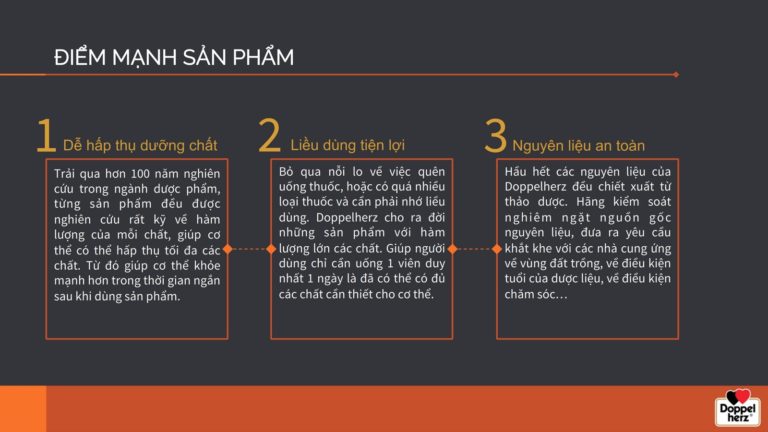 ĐIỂM MẠNH SẢN PHẨM
1 Dễ hấp thụ dưỡng chất
Trải qua hơn 100 năm nghiên
cứu trong ngành dược phẩm,
từng sản phẩm đều được
nghiên cứu rất kỹ về hàm
lượng của mỗi chất, giúp cơ
thể có thể hấp thụ tối đa các
chất. Từ đó giúp cơ thể khỏe
mạnh hơn trong thời gian ngắn
sau khi dùng sản phẩm.
2 Liều dùng tiện lợi
Bỏ qua nỗi lo về việc quên
uống thuốc, hoặc có quá nhiều
loại thuốc và cần phải nhớ liều
dùng. Doppelherz cho ra đời
những sản phẩm với hàm
lượng lớn các chất. Giúp người
dùng chỉ cần uống 1 viên duy
nhất 1 ngày là đã có thể có đủ
các chất cần thiết cho cơ thể.
3 Nguyên liệu an toàn
Hầu hết các nguyên liệu của
Doppelherz đều chiết xuất từ
thảo dược. Hãng kiểm soát
nghiêm ngặt nguồn gốc
nguyên liệu, đưa ra yêu cầu
khắt khe với các nhà cung ứng
về vùng đất trồng, về điều kiện
tuổi của dược liệu, về điều kiện
chăm sóc…
Doppel
herz®